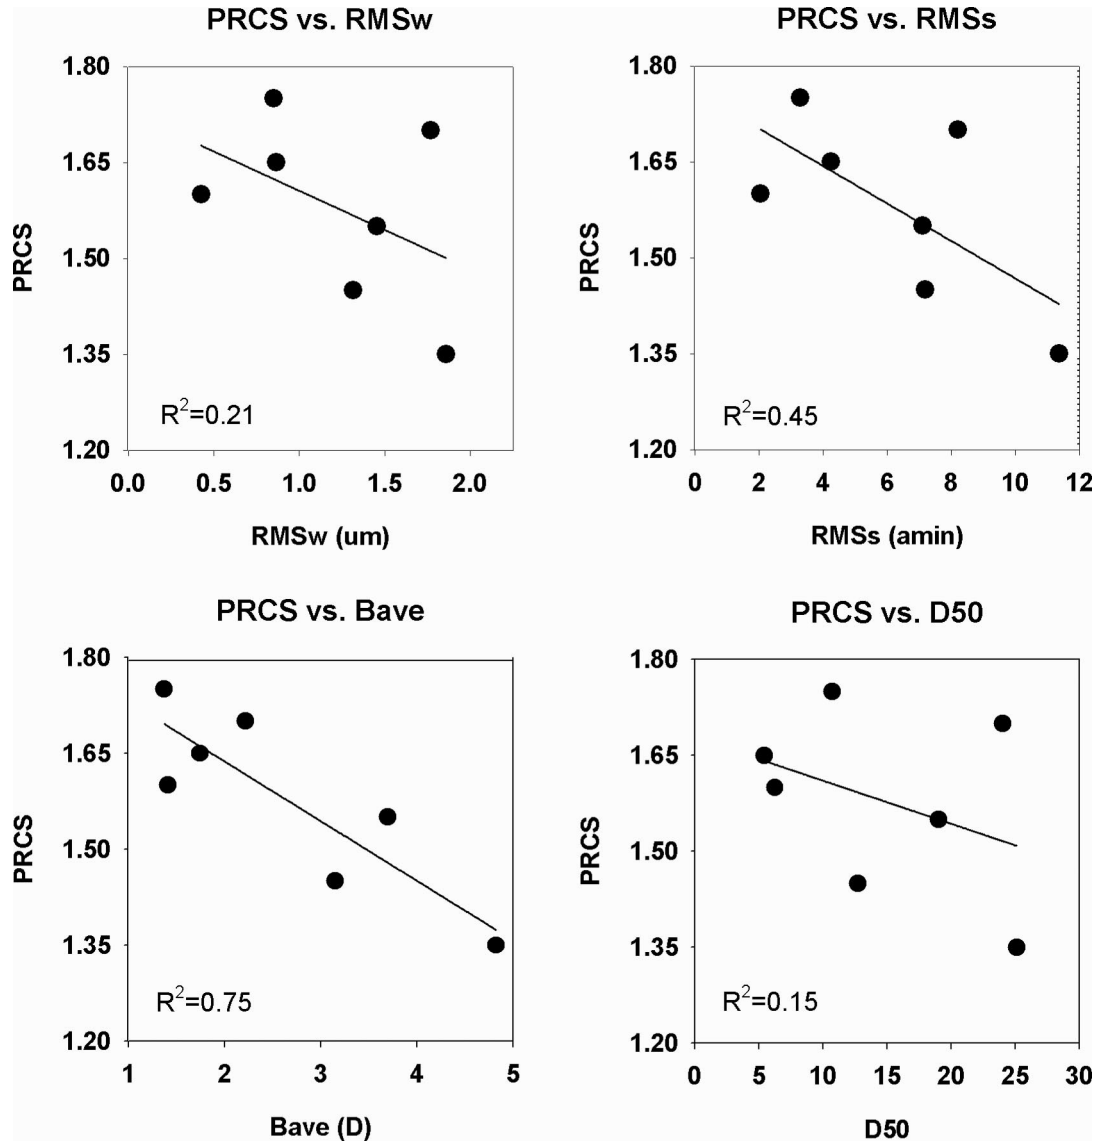 PRCS vs. RMSw
1.80
1.65
1.50
1.35
1.20
PRCS
R²=0.21
0.0 0.5 1.0 1.5 2.0
RMSw (um)
PRCS vs. RMSs
1.80
1.65
1.50
1.35
1.20
PRCS
R²=0.45
0 2 4 6 8 10 12
RMSs (amin)
PRCS vs. Bave
1.80
1.65
1.50
1.35
1.20
PRCS
R²=0.75
1 2 3 4 5
Bave (D)
PRCS vs. D50
1.80
1.65
1.50
1.35
1.20
PRCS
R²=0.15
0 5 10 15 20 25 30
D50